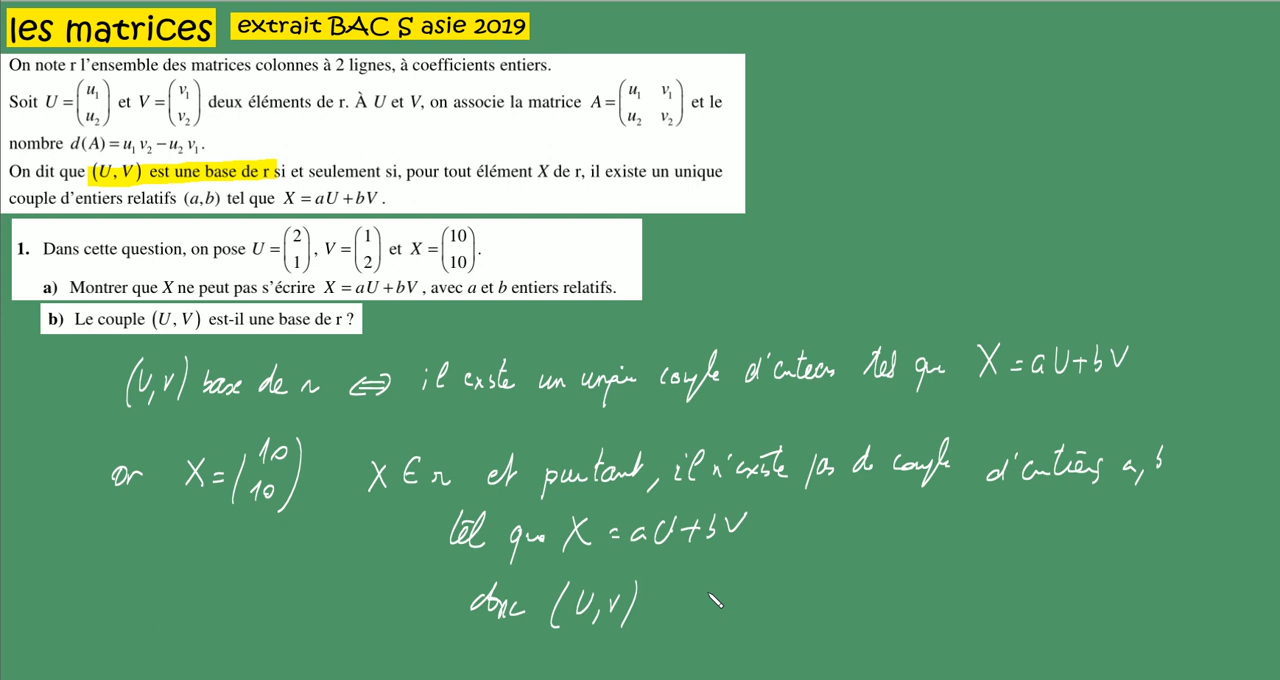 les matrices extrait BAC S asie 2019
On note r l'ensemble des matrices colonnes à 2 lignes, à coefficients entiers.
Soit U = (u₁ u₂) et V = (v₁ v₂) deux éléments de r. À U et V, on associe la matrice A = (u₁ v₁ u₂ v₂) et le
nombre d(A) = u₁ v₂ − u₂ v₁.
On dit que (U, V) est une base de r si et seulement si, pour tout élément X de r, il existe un unique
couple d'entiers relatifs (a,b) tel que X = aU + bV.
1. Dans cette question, on pose U = (2 1), V = (1 2) et X = (10 10).
a) Montrer que X ne peut pas s'écrire X = aU + bV, avec a et b entiers relatifs.
b) Le couple (U, V) est-il une base de r ?
(U, V) base de r ⇔ il existe un unique couple d'entiers tel que X = aU + bV
or X = (10 10) X ∈ r et pourtant, il n'existe pas de couple d'entiers a, b
tel que X = aU + bV
donc (U, V)